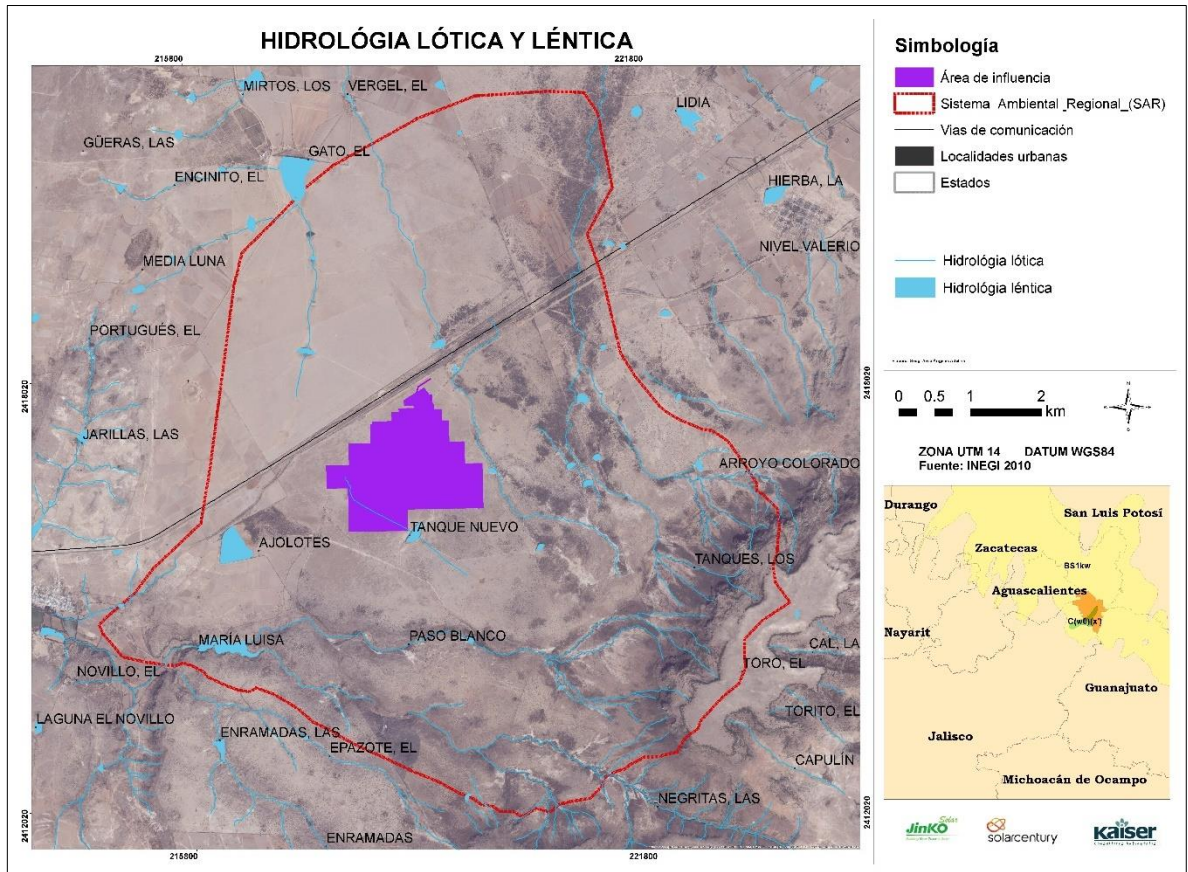 HIDROLÓGIA LÓTICA Y LÉNTICA
215800
221800
MIRTOS, LOS
VERGEL, EL
LIDIA
GÜERAS, LAS
GATO, EL
ENCINITO, EL
HIERBA, LA
NIVEL VALERIO
MEDIA LUNA
PORTUGUÉS, EL
2418020
2418020
JARILLAS, LAS
ARROYO COLORADO
TANQUE NUEVO
AJOLOTES
TANQUES, LOS
MARÍA LUISA
PASO BLANCO
CAL, LA
NOVILLO, EL
TORO, EL
TORITO, EL
LAGUNA EL NOVILLO
ENRAMADAS, LAS
EPAZOTE, EL
CAPULÍN
NEGRITAS, LAS
2412020
2412020
ENRAMADAS
215800
221800
Simbología
Área de influencia
Sistema Ambiental_Regional_(SAR)
Vias de comunicación
Localidades urbanas
Estados
Hidrológia lótica
Hidrológia léntica
0 0.5 1 2
km
ZONA UTM 14 DATUM WGS84
Fuente: INEGI 2010
Durango
San Luis Potosí
Zacatecas
BS1kw
Aguascalientes
Nayarit
Guanajuato
Jalisco
Michoacán de Ocampo
JinKO Solar
solarcentury
KAISER